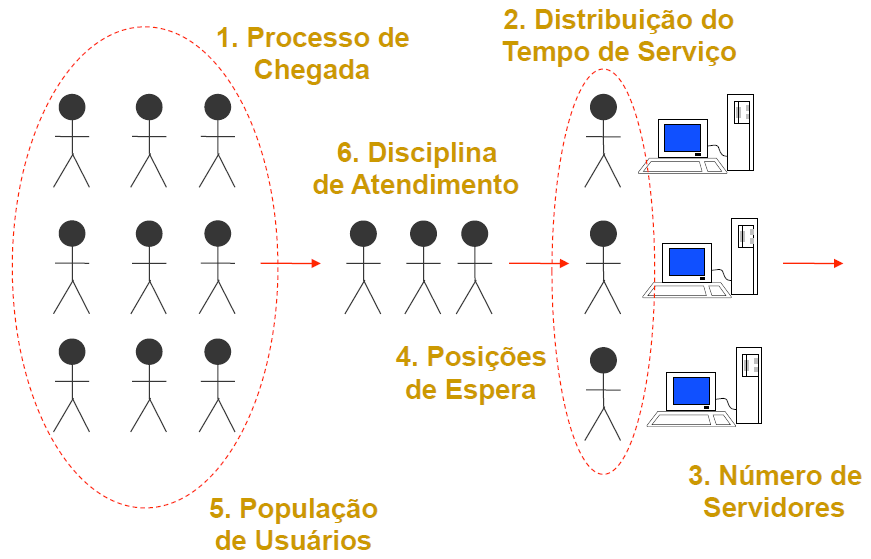 1. Processo de
Chegada
2. Distribuição do
Tempo de Serviço
6. Disciplina
de Atendimento
4. Posições
de Espera
3. Número de
Servidores
5. População
de Usuários